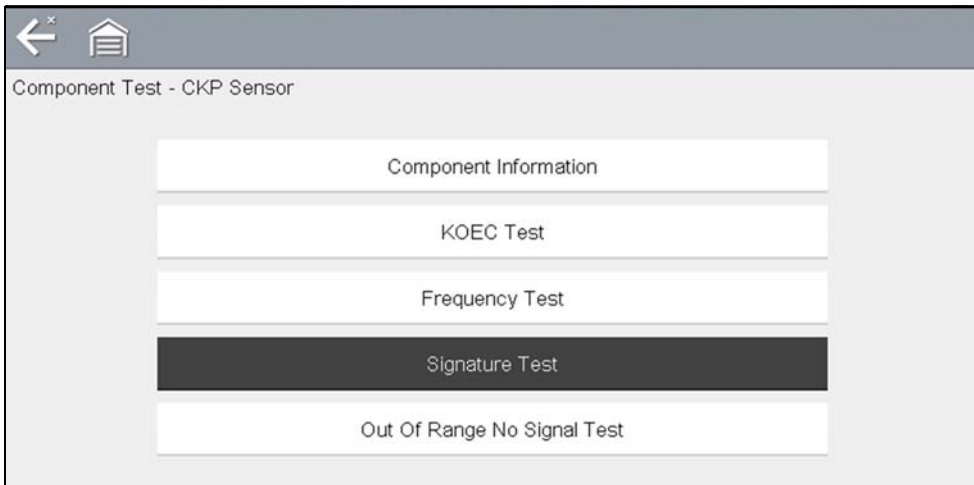 Component Test - CKP Sensor
Component Information
KOEC Test
Frequency Test
Signature Test
Out Of Range No Signal Test